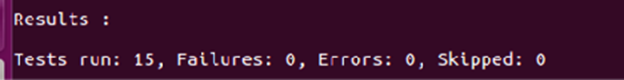 Results :
Tests run: 15, Failures: 0, Errors: 0, Skipped: 0